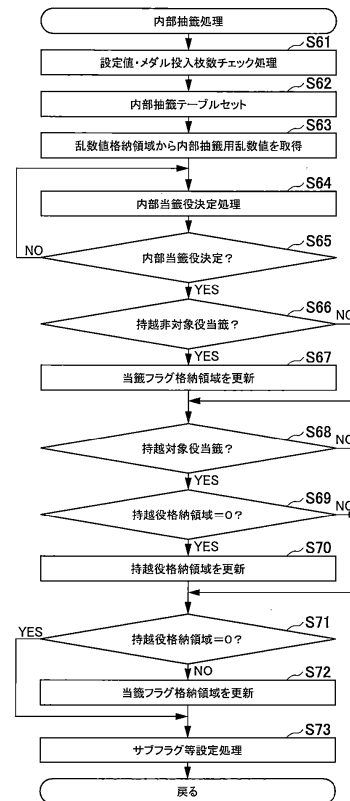 内部抽籤処理
S61
設定値・メダル投入枚数チェック処理
S62
内部抽籤テーブルセット
S63
乱数値格納領域から内部抽籤用乱数値を取得
S64
内部当籤役決定処理
S65
内部当籤役決定?
NO
YES
S66
持越非対象役当籤?
NO
YES
S67
当籤フラグ格納領域を更新
S68
持越対象役当籤?
NO
YES
S69
持越役格納領域=0?
NO
YES
S70
持越役格納領域を更新
S71
持越役格納領域=0?
YES
NO
S72
当籤フラグ格納領域を更新
S73
サブフラグ等設定処理
戻る